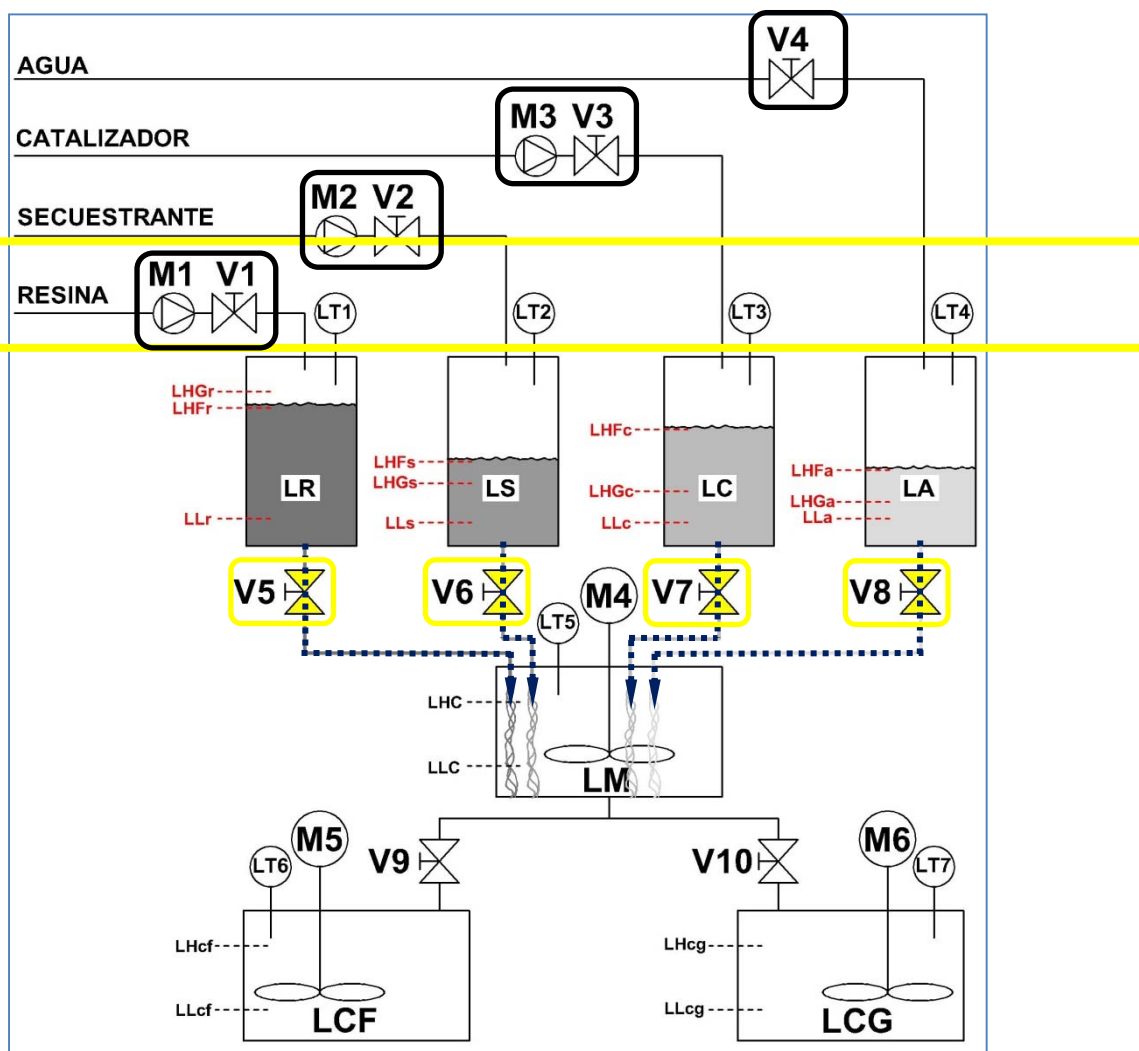 V4
AGUA
M3 V3
CATALIZADOR
M2 V2
SECUESTRANTE
M1 V1
RESINA
LT1
LT2
LT3
LT4
LHGr
LHFr
LR
LLr
LHFs
LHGs
LS
LLs
LHFc
LHGc
LC
LLc
LHFa
LHGa
LA
LLa
V5
V6
M4
V7
V8
LT5
LHC
LLC
LM
M5
LT6
V9
V10
M6
LT7
LHcf
LLcf
LCF
LHcg
LLcg
LCG